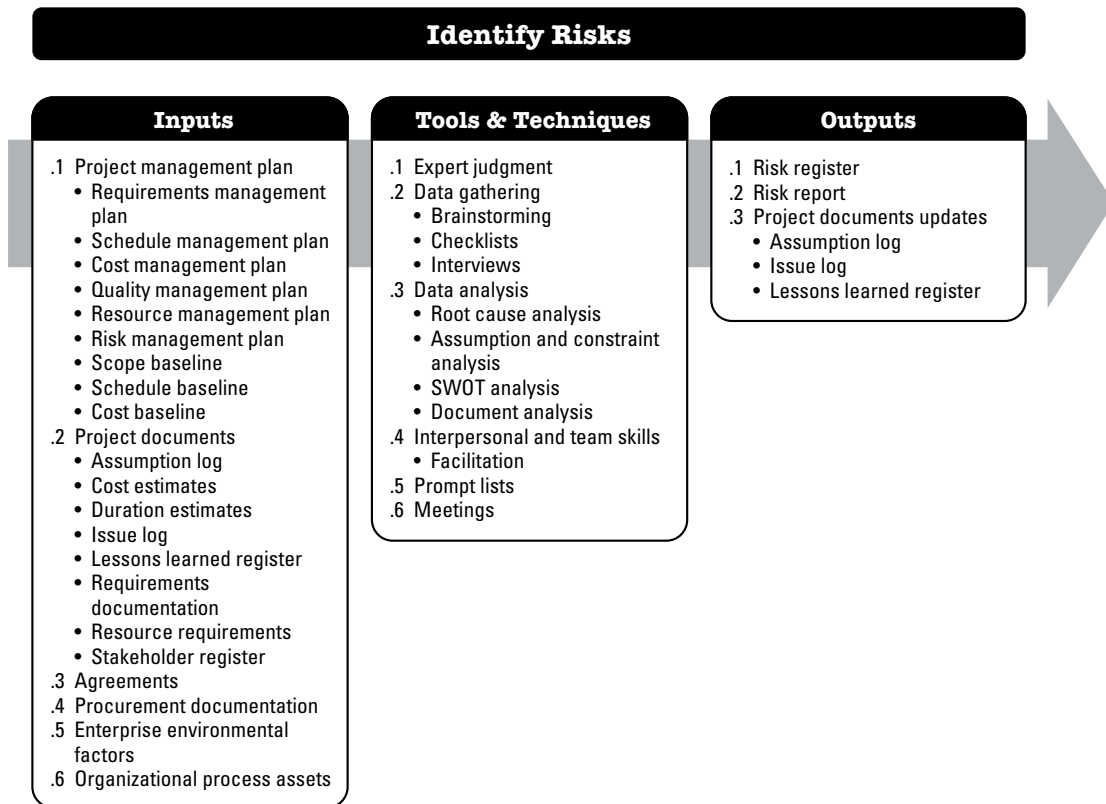 Identify Risks
Inputs
.1 Project management plan
• Requirements management
plan
• Schedule management plan
• Cost management plan
• Quality management plan
• Resource management plan
• Risk management plan
• Scope baseline
• Schedule baseline
• Cost baseline
.2 Project documents
• Assumption log
• Cost estimates
• Duration estimates
• Issue log
• Lessons learned register
• Requirements
documentation
• Resource requirements
• Stakeholder register
.3 Agreements
.4 Procurement documentation
.5 Enterprise environmental
factors
.6 Organizational process assets
Tools & Techniques
.1 Expert judgment
.2 Data gathering
• Brainstorming
• Checklists
• Interviews
.3 Data analysis
• Root cause analysis
• Assumption and constraint
analysis
• SWOT analysis
• Document analysis
.4 Interpersonal and team skills
• Facilitation
.5 Prompt lists
.6 Meetings
Outputs
.1 Risk register
.2 Risk report
.3 Project documents updates
• Assumption log
• Issue log
• Lessons learned register